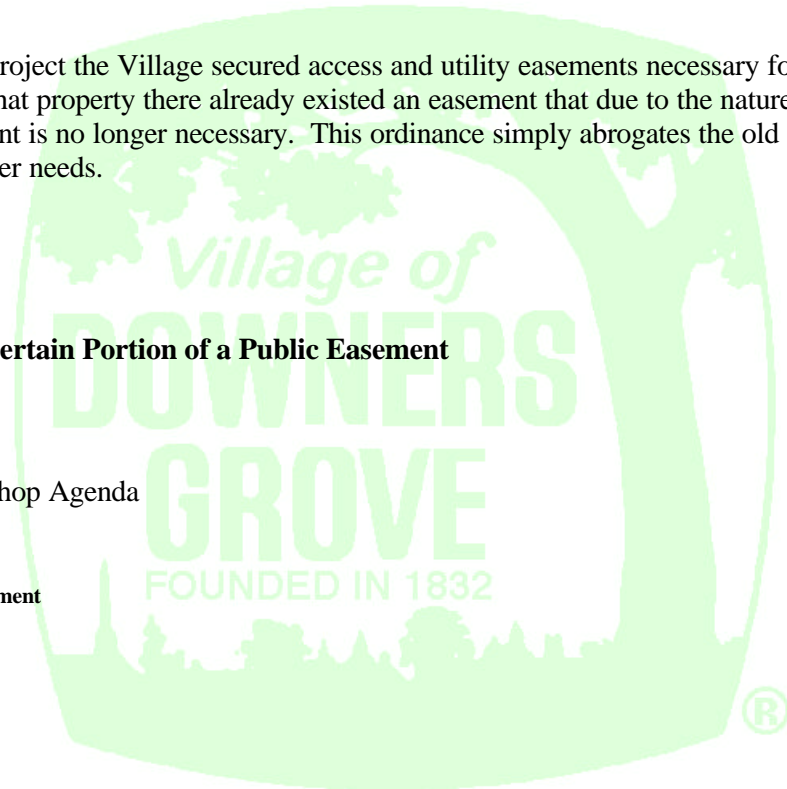 roject the Village secured access and utility easements necessary fo
hat property there already existed an easement that due to the nature
nt is no longer necessary. This ordinance simply abrogates the old
er needs.
Village of
ertain Portion of a Public Easement
DOWNERS
GROVE
hop Agenda
FOUNDED IN 1832
ment
®